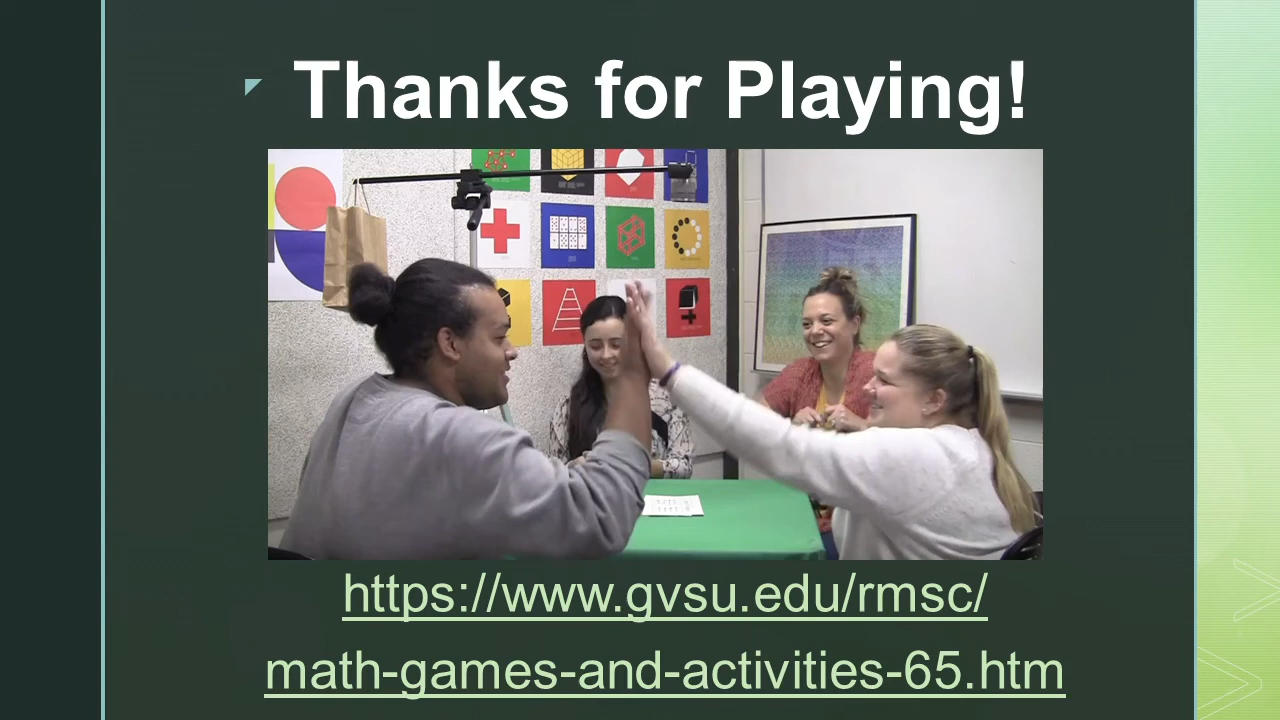 Thanks for Playing!
https://www.gvsu.edu/rmsc/
math-games-and-activities-65.htm